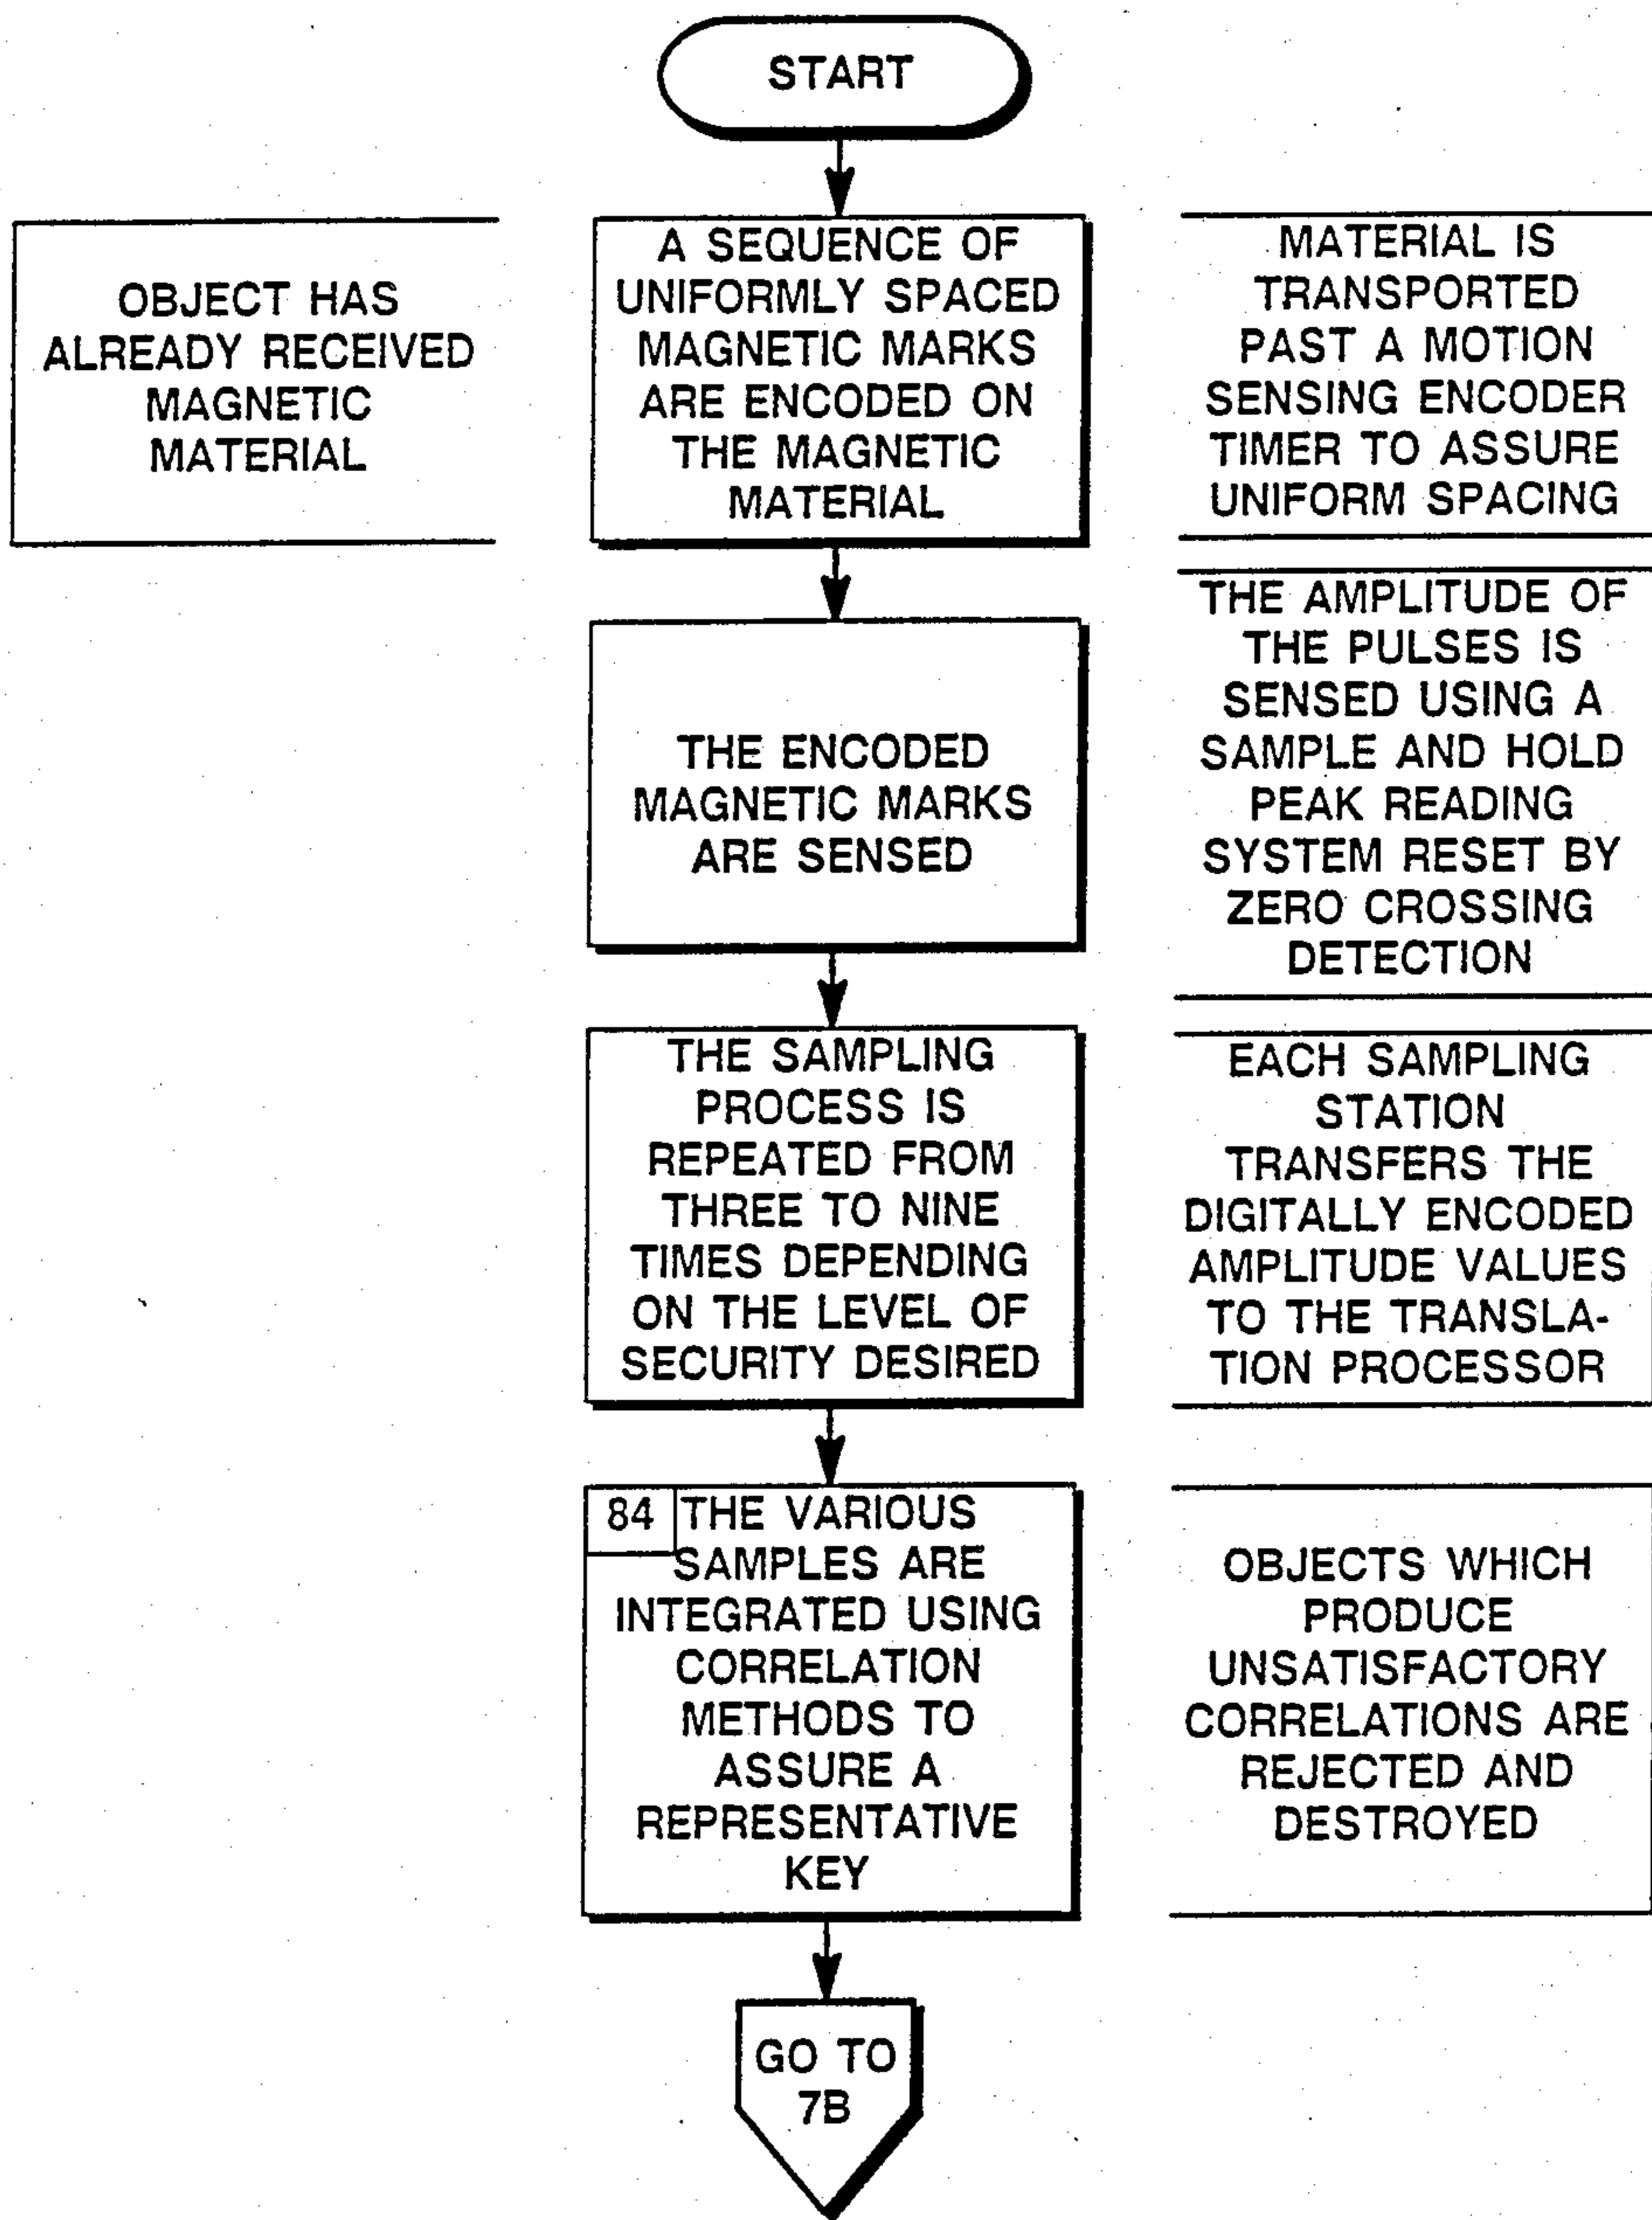 START
OBJECT HAS
ALREADY RECEIVED
MAGNETIC
MATERIAL
A SEQUENCE OF
UNIFORMLY SPACED
MAGNETIC MARKS
ARE ENCODED ON
THE MAGNETIC
MATERIAL
MATERIAL IS
TRANSPORTED
PAST A MOTION
SENSING ENCODER
TIMER TO ASSURE
UNIFORM SPACING
THE ENCODED
MAGNETIC MARKS
ARE SENSED
THE AMPLITUDE OF
THE PULSES IS
SENSED USING A
SAMPLE AND HOLD
PEAK READING
SYSTEM RESET BY
ZERO CROSSING
DETECTION
THE SAMPLING
PROCESS IS
REPEATED FROM
THREE TO NINE
TIMES DEPENDING
ON THE LEVEL OF
SECURITY DESIRED
EACH SAMPLING
STATION
TRANSFERS THE
DIGITALLY ENCODED
AMPLITUDE VALUES
TO THE TRANSLA-
TION PROCESSOR
84
THE VARIOUS
SAMPLES ARE
INTEGRATED USING
CORRELATION
METHODS TO
ASSURE A
REPRESENTATIVE
KEY
OBJECTS WHICH
PRODUCE
UNSATISFACTORY
CORRELATIONS ARE
REJECTED AND
DESTROYED
GO TO
7B